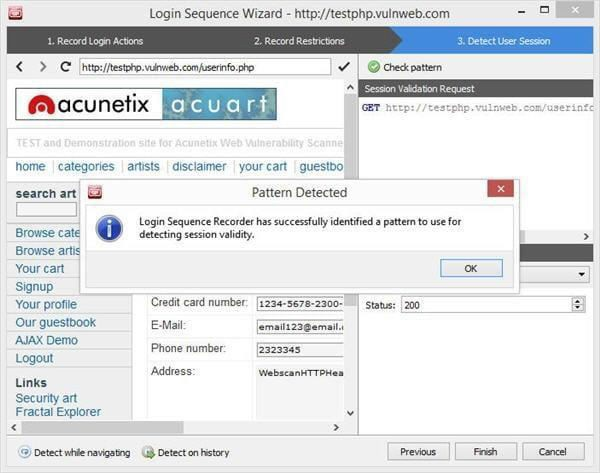 Login Sequence Wizard - http://testphp.vulnweb.com
1. Record Login Actions
2. Record Restrictions
3. Detect User Session
http://testphp.vulnweb.com/userinfo.php
Check pattern
Session Validation Request
GET http://testphp.vulnweb.com/userinfo
acunetix acuart
TEST and Demonstration site for Acunetix Web Vulnerability Scanne
home categories artists disclaimer your cart guestbo
search art
Browse cate
Browse artis
Your cart
Signup
Your profile
Our guestbook
AJAX Demo
Logout
Links
Security art
Fractal Explorer
Pattern Detected
Login Sequence Recorder has successfully identified a pattern to use for
detecting session validity.
OK
Credit card number: 1234-5678-2300-
E-Mail: email123@email.
Phone number: 2323345
Address: WebscanHTTPHea
Status: 200
Detect while navigating
Detect on history
Previous
Finish
Cancel